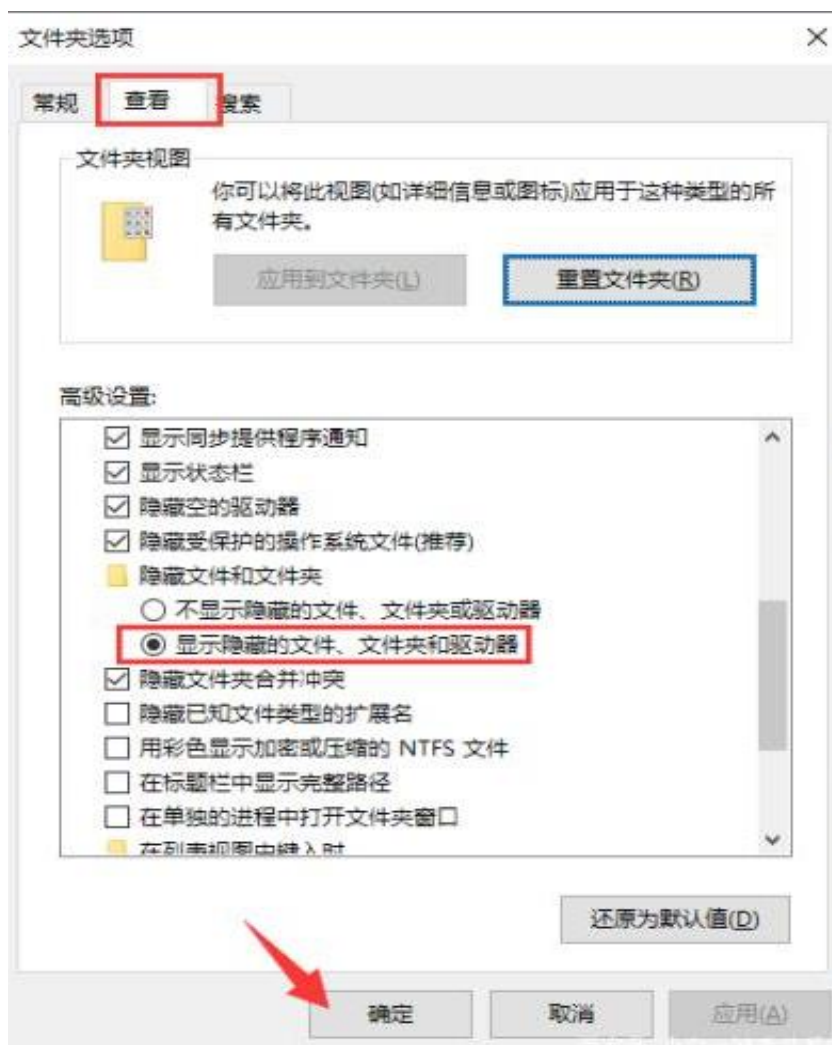 文件夹选项
常规
查看
搜索
文件夹视图
你可以将此视图(如详细信息或图标)应用于这种类型的所
有文件夹。
应用到文件夹(L)
重置文件夹(R)
高级设置:
显示同步提供程序通知
显示状态栏
隐藏空的驱动器
隐藏受保护的操作系统文件(推荐)
隐藏文件和文件夹
不显示隐藏的文件、文件夹或驱动器
显示隐藏的文件、文件夹和驱动器
隐藏文件夹合并冲突
隐藏已知文件类型的扩展名
用彩色显示加密或压缩的 NTFS 文件
在标题栏中显示完整路径
在单独的进程中打开文件夹窗口
在列表视图中键入时
还原为默认值(D)
确定
取消
应用(A)